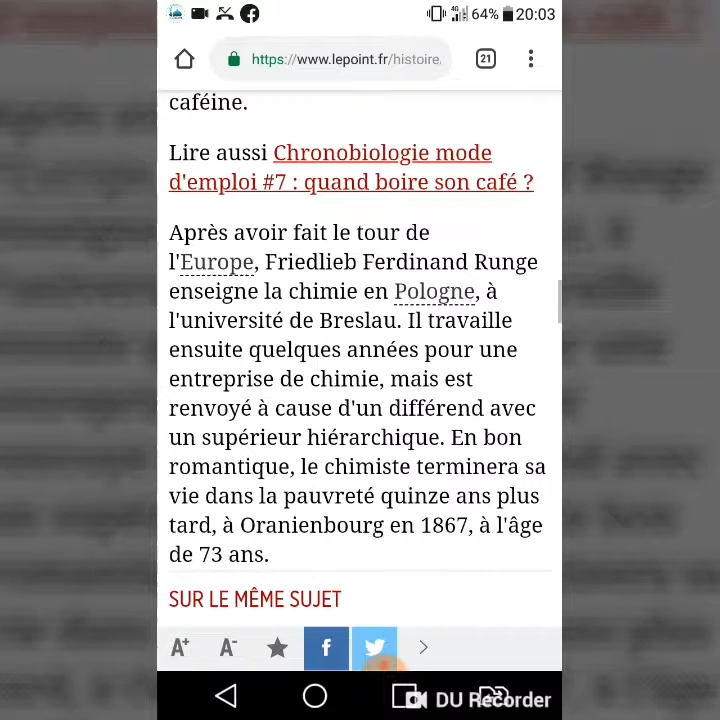 64% 20:03
https://www.lepoint.fr/histoire.
21
caféine.
Lire aussi Chronobiologie mode
d'emploi #7 : quand boire son café ?
Après avoir fait le tour de
l'Europe, Friedlieb Ferdinand Runge
enseigne la chimie en Pologne, à
l'université de Breslau. Il travaille
ensuite quelques années pour une
entreprise de chimie, mais est
renvoyé à cause d'un différend avec
un supérieur hiérarchique. En bon
romantique, le chimiste terminera sa
vie dans la pauvreté quinze ans plus
tard, à Oranienbourg en 1867, à l'âge
de 73 ans.
SUR LE MÊME SUJET
A+ A-
DU Recorder